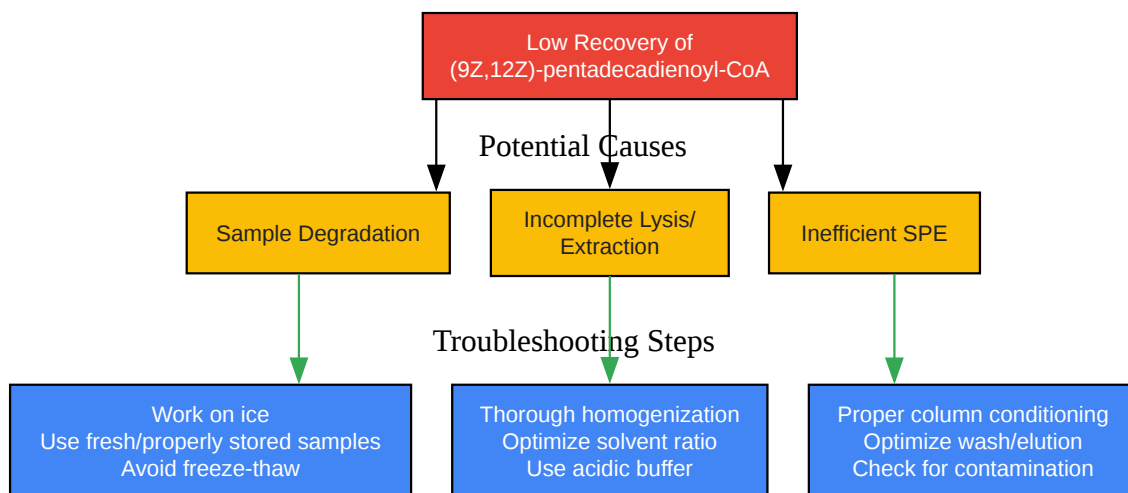 Low Recovery of
(9Z,12Z)-pentadecadienoyl-CoA
Potential Causes
Sample Degradation
Incomplete Lysis/
Extraction
Inefficient SPE
Troubleshooting Steps
Work on ice
Use fresh/properly stored samples
Avoid freeze-thaw
Thorough homogenization
Optimize solvent ratio
Use acidic buffer
Proper column conditioning
Optimize wash/elution
Check for contamination